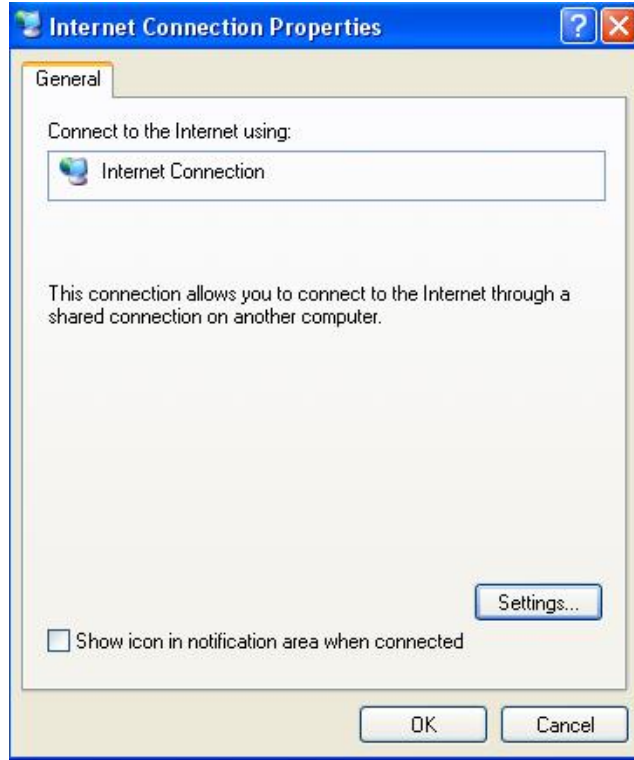 Internet Connection Properties
General
Connect to the Internet using:
Internet Connection
This connection allows you to connect to the Internet through a
shared connection on another computer.
Settings...
Show icon in notification area when connected
OK
Cancel